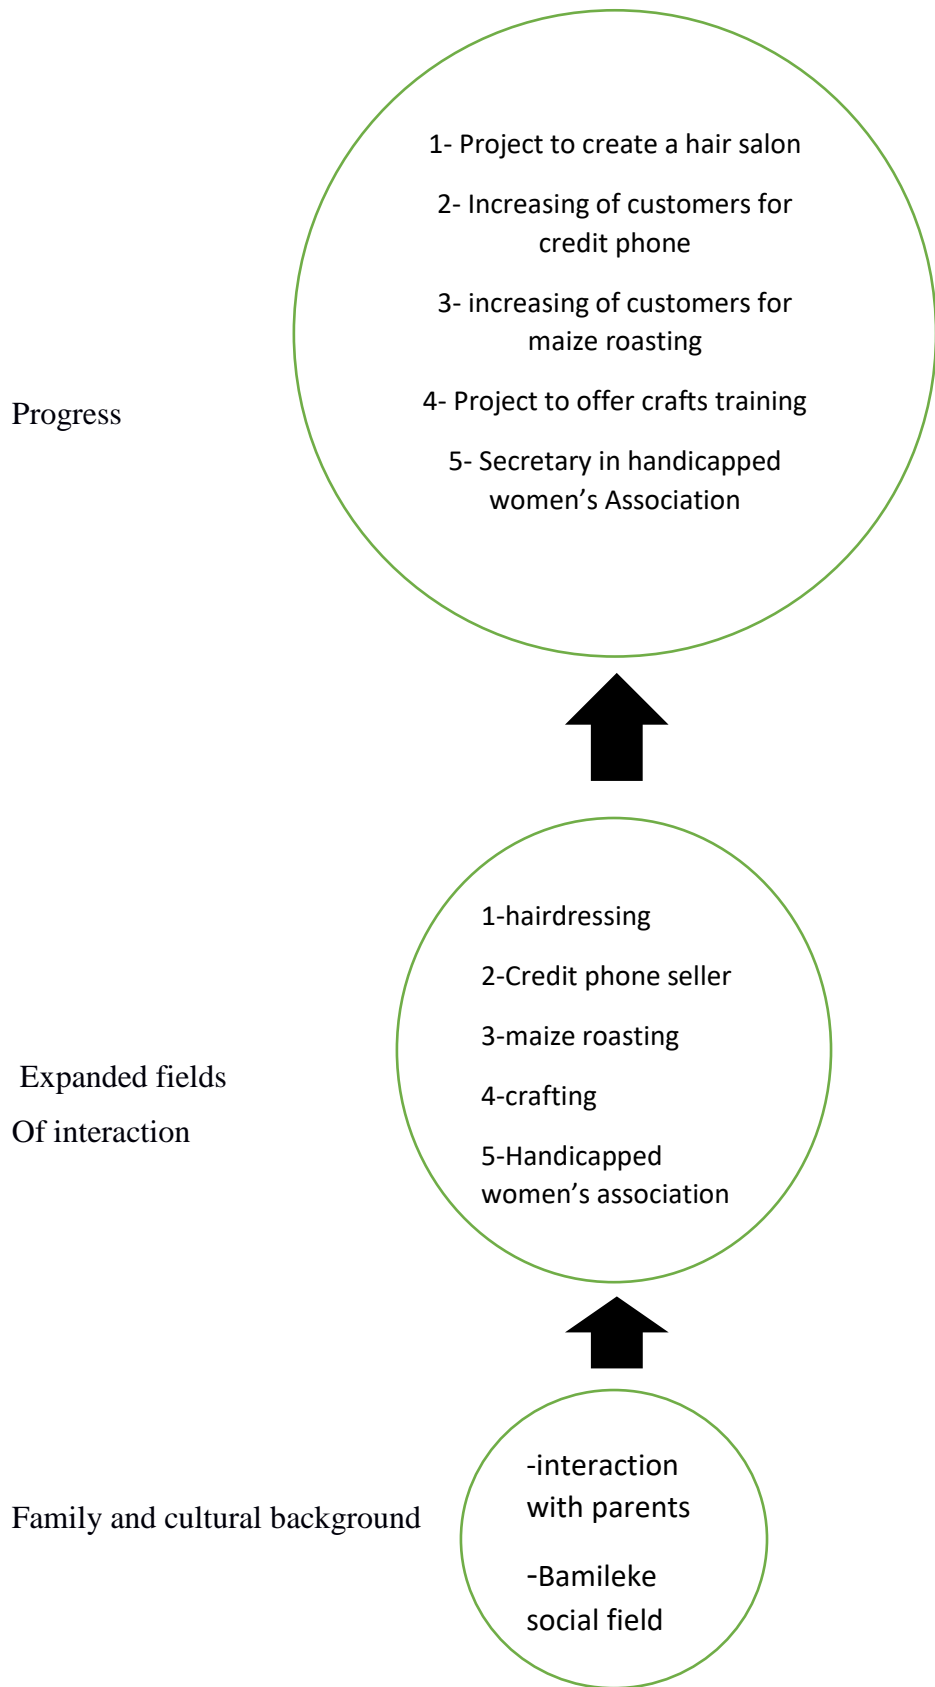 1- Project to create a hair salon
2- Increasing of customers for
credit phone
3- increasing of customers for
maize roasting
4- Project to offer crafts training
5- Secretary in handicapped
women’s Association
Progress
1-hairdressing
2-Credit phone seller
3-maize roasting
4-crafting
5-Handicapped
women’s association
Expanded fields
Of interaction
-interaction
with parents
-Bamileke
social field
Family and cultural background